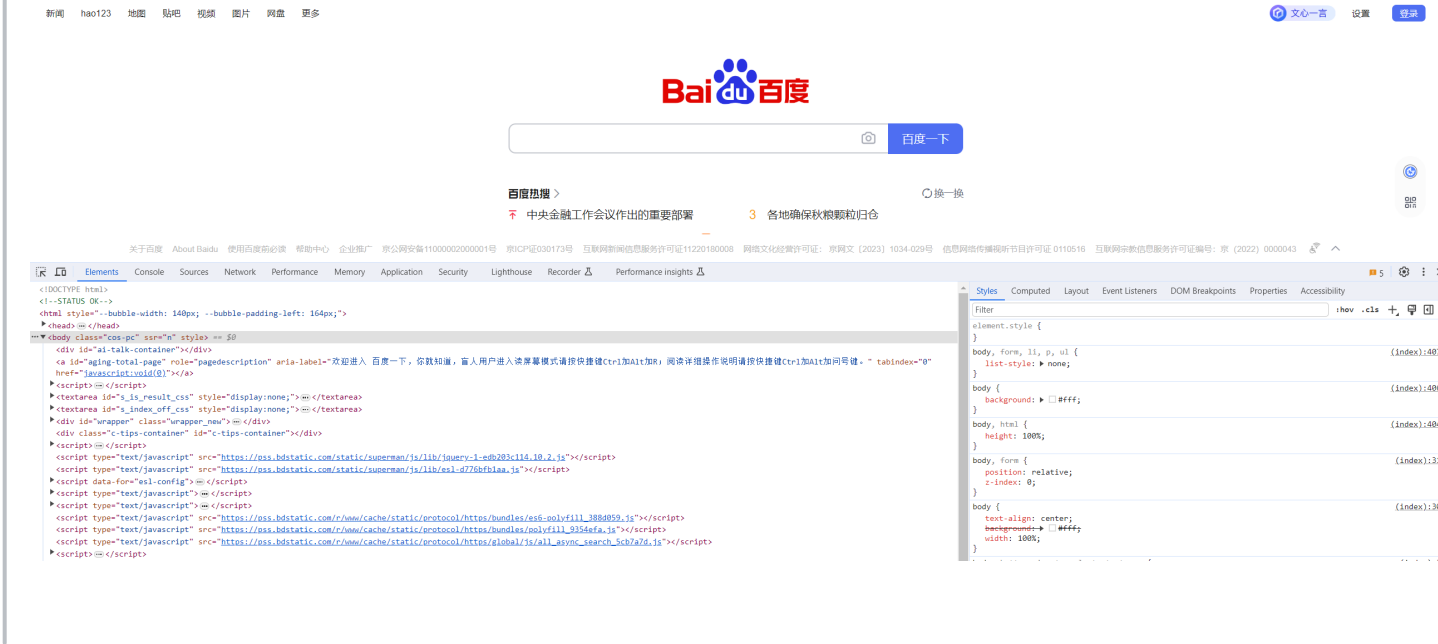 新闻 hao123 地图 贴吧 视频 图片 网盘 更多 文心一言 设置 登录
Bai du 百度
百度一下
百度热搜 换一换
中央金融工作会议作出的重要部署 3 各地确保秋粮颗粒归仓
关于百度 About Baidu 使用百度前必读 帮助中心 企业推广 京公网安备11000002000001号 京ICP证030173号 互联网新闻信息服务许可证11220180008 网络文化经营许可证：京网文〔2023〕1034-029号 信息网络传播视听节目许可证 0110516 互联网宗教信息服务许可证编号：京（2022）0000043
Elements Console Sources Network Performance Memory Application Security Lighthouse Recorder Performance insights 5
<!DOCTYPE html>
<!--STATUS OK-->
<html style="--bubble-width: 140px; --bubble-padding-left: 164px;">
<head> … </head>
<body class="cos-pc" ssr="n" style> == $0
<div id="ai-talk-container"></div>
<a id="aging-total-page" role="pagedescription" aria-label="欢迎进入 百度一下，你就知道，盲人用户进入读屏幕模式请按快捷键Ctrl加Alt加R；阅读详细操作说明请按快捷键Ctrl加Alt加问号键。" tabindex="0"
href="javascript:void(0)"></a>
<script> … </script>
<textarea id="s_is_result_css" style="display:none;"> … </textarea>
<textarea id="s_index_off_css" style="display:none;"> … </textarea>
<div id="wrapper" class="wrapper_new"> … </div>
<div class="c-tips-container" id="c-tips-container"></div>
<script> … </script>
<script type="text/javascript" src="https://pss.bdstatic.com/static/superman/js/lib/jquery-1-edb203c114.10.2.js"></script>
<script type="text/javascript" src="https://pss.bdstatic.com/static/superman/js/lib/esl-d776bfb1aa.js"></script>
<script data-for="esl-config"> … </script>
<script type="text/javascript"> … </script>
<script type="text/javascript"> … </script>
<script type="text/javascript" src="https://pss.bdstatic.com/r/www/cache/static/protocol/https/bundles/es6-polyfill_388d059.js"></script>
<script type="text/javascript" src="https://pss.bdstatic.com/r/www/cache/static/protocol/https/bundles/polyfill_9354efa.js"></script>
<script type="text/javascript" src="https://pss.bdstatic.com/r/www/cache/static/protocol/https/global/js/all_async_search_5cb7a7d.js"></script>
<script> … </script>
Styles Computed Layout Event Listeners DOM Breakpoints Properties Accessibility
Filter :hov .cls
element.style {
}
body, form, li, p, ul { (index):40
list-style: none;
}
body { (index):40
background: #fff;
}
body, html { (index):40
height: 100%;
}
body, form { (index):3
position: relative;
z-index: 0;
}
body { (index):3
text-align: center;
background: #fff;
width: 100%;
}